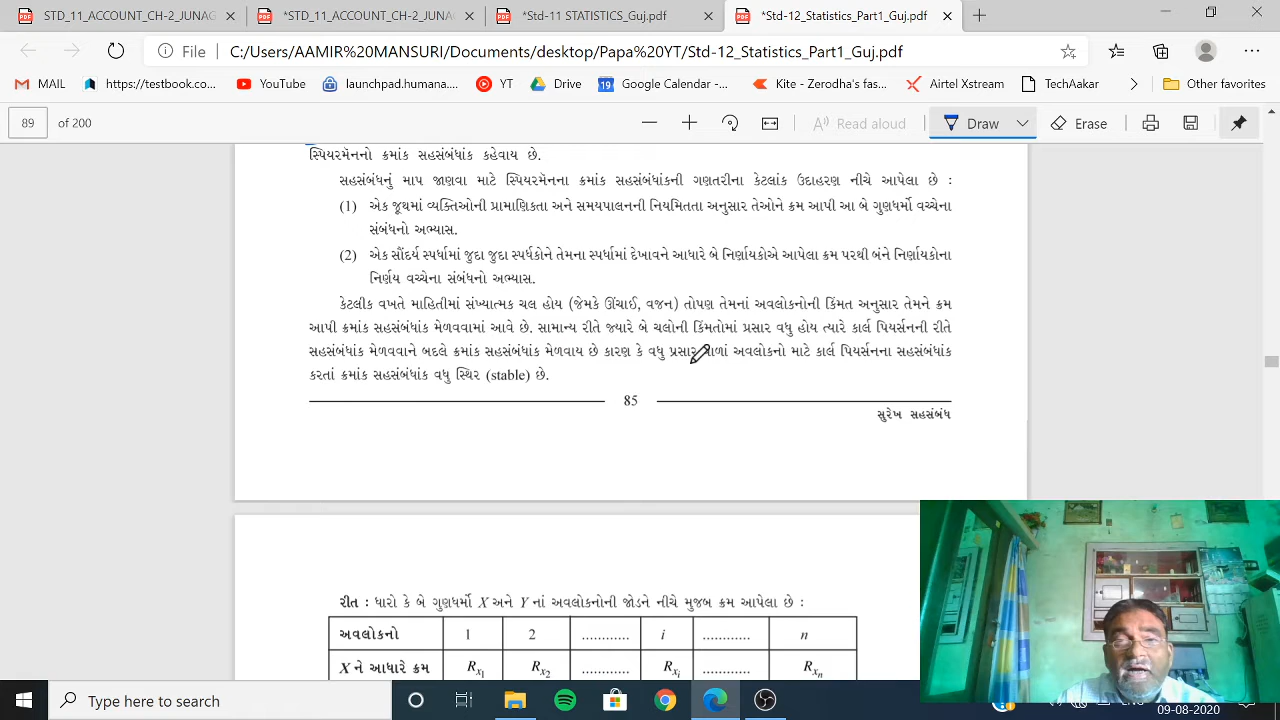 STD_11_ACCOUNT_CH-2_JUNAG
*STD_11_ACCOUNT_CH-2_JUNA
*Std-11 STATISTICS_Guj.pdf
*Std-12_Statistics_Part1_Guj.pdf
File C:/Users/AAMIR%20MANSURI/Documents/desktop/Papa%20YT/Std-12_Statistics_Part1_Guj.pdf
MAIL https://testbook.co... YouTube Launchpad.html YT Drive Google Calendar Kite - Zerodha's fas... Airtel Xstream TechAakar Other favorites
89 of 200 Read aloud Draw Erase
સ્પિયરમૅનનો ક્રમાંક સહસંબંધાંક કહેવાય છે.
સહસંબંધનું માપ જાણવા માટે સ્પિયરમૅનના ક્રમાંક સહસંબંધાંકની ગણતરીના કેટલાંક ઉદાહરણ નીચે આપેલા છે :
(1) એક જૂથમાં વ્યક્તિઓની પ્રામાણિકતા અને સમયપાલનની નિયમિતતા અનુસાર તેઓને ક્રમ આપી આ બે ગુણધર્મો વચ્ચેના
સંબંધનો અભ્યાસ.
(2) એક સૌંદર્ય સ્પર્ધામાં જુદા જુદા સ્પર્ધકોને તેમના સ્પર્ધામાં દેખાવને આધારે બે નિર્ણાયકોએ આપેલા ક્રમ પરથી બંને નિર્ણાયકોના
નિર્ણય વચ્ચેના સંબંધનો અભ્યાસ.
કેટલીક વખતે માહિતીમાં સંખ્યાત્મક ચલ હોય (જેમકે ઊંચાઈ, વજન) તોપણ તેમનાં અવલોકનોની કિંમત અનુસાર તેમને ક્રમ
આપી ક્રમાંક સહસંબંધાંક મેળવવામાં આવે છે. સામાન્ય રીતે જ્યારે બે ચલોની કિંમતોમાં પ્રસાર વધુ હોય ત્યારે કાર્લ પિયર્સનની રીતે
સહસંબંધાંક મેળવવાને બદલે ક્રમાંક સહસંબંધાંક મેળવાય છે કારણ કે વધુ પ્રસાર અવલોકનો માટે કાર્લ પિયર્સનના સહસંબંધાંક
કરતાં ક્રમાંક સહસંબંધાંક વધુ સ્થિર (stable) છે.
85
સુરેખ સહસંબંધ
રીત : ધારો કે બે ગુણધર્મો X અને Y નાં અવલોકનોની જોડને નીચે મુજબ ક્રમ આપેલા છે :
અવલોકનો 1 2 ............ i ............ n
X ને આધારે ક્રમ Rx1 Rx2 ............ Rxi ............ Rxn
Type here to search
09-08-2020